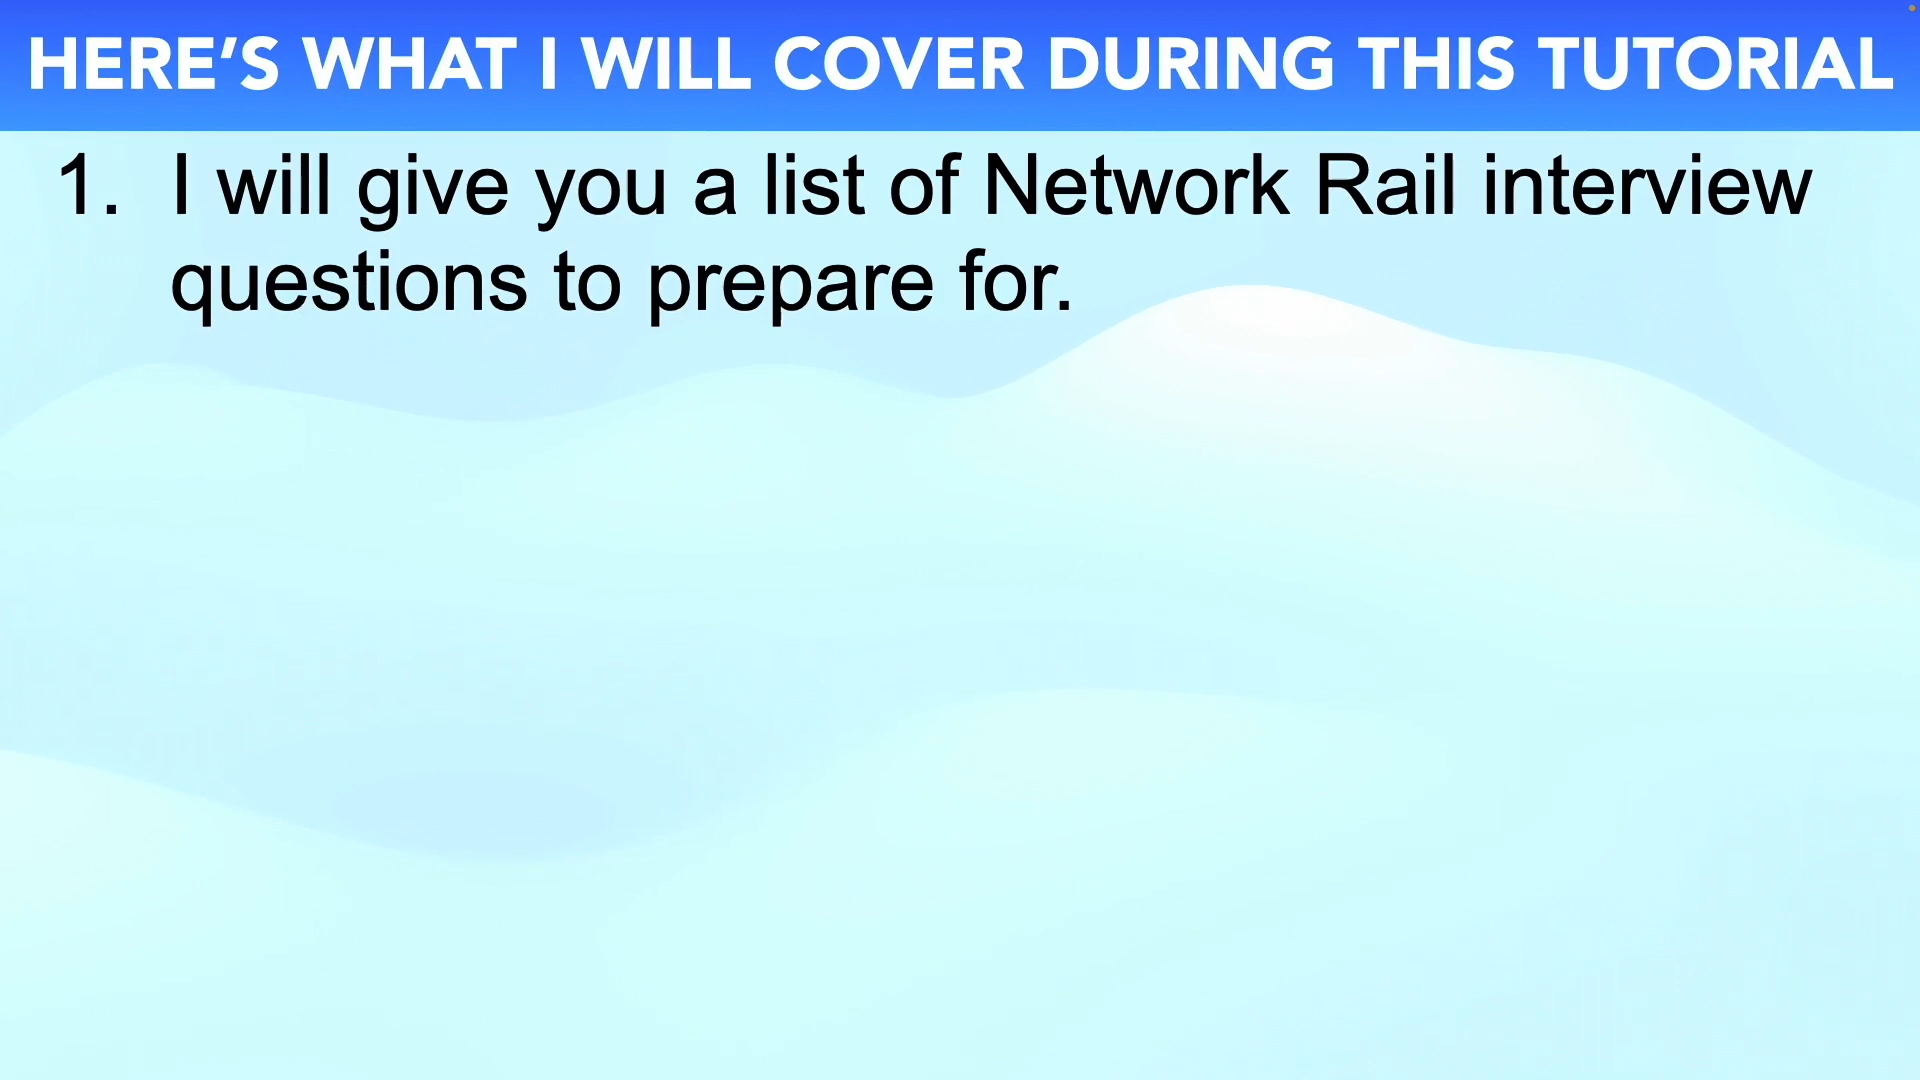 HERE’S WHAT I WILL COVER DURING THIS TUTORIAL
1. I will give you a list of Network Rail interview
questions to prepare for.